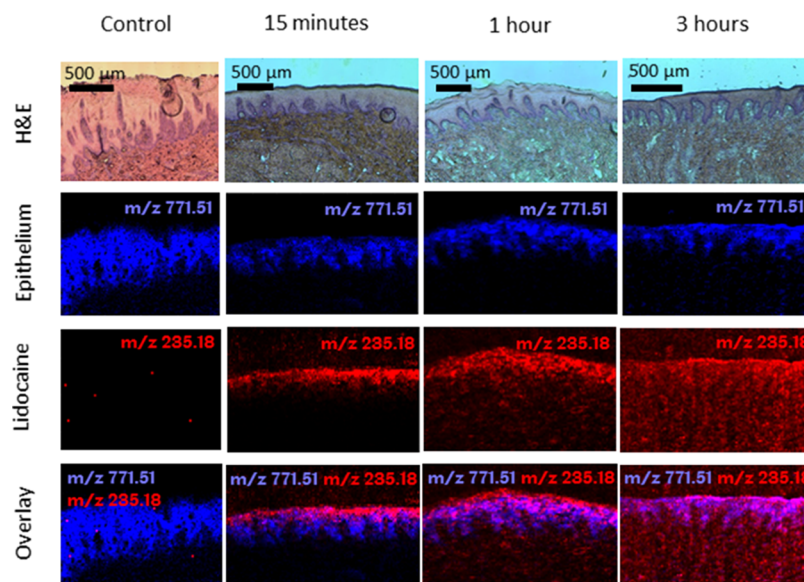 Control 15 minutes 1 hour 3 hours
H&E
500 µm 500 µm 500 µm 500 µm
Epithelium
m/z 771.51 m/z 771.51 m/z 771.51 m/z 771.51
Lidocaine
m/z 235.18 m/z 235.18 m/z 235.18 m/z 235.18
Overlay
m/z 771.51 m/z 771.51 m/z 235.18 m/z 771.51 m/z 235.18 m/z 771.51 m/z 235.18
m/z 235.18